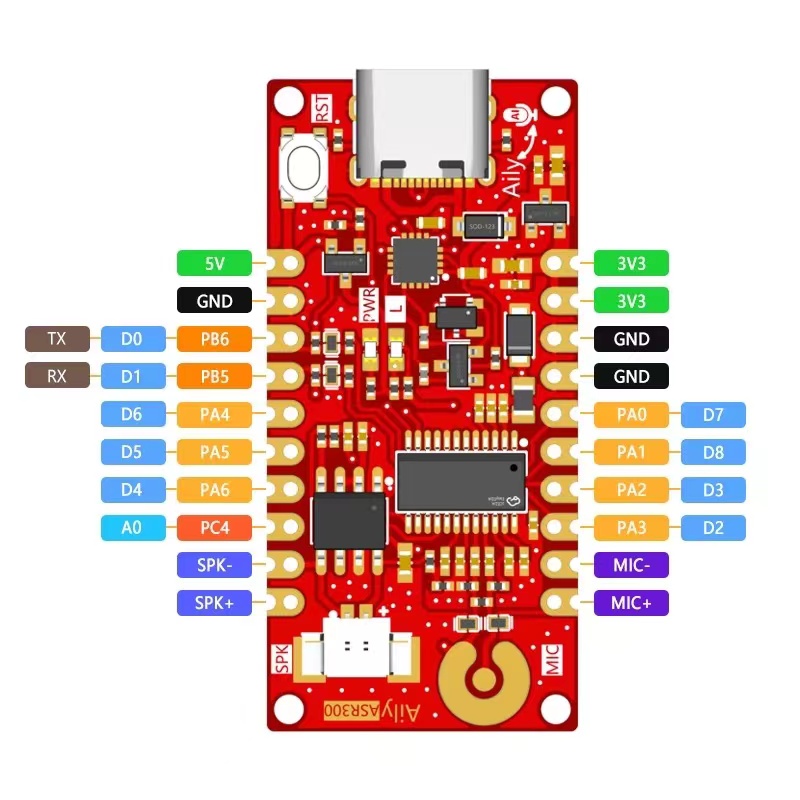 RST
AI
Aily
SOD-123
5V
3V3
GND
3V3
PWR
L
TX D0 PB6
GND
RX D1 PB5
GND
D6 PA4
PA0 D7
D5 PA5
PA1 D8
D4 PA6
PA2 D3
A0 PC4
PA3 D2
SPK-
MIC-
SPK+
MIC+
+
SPK
MIC
AilyASR300